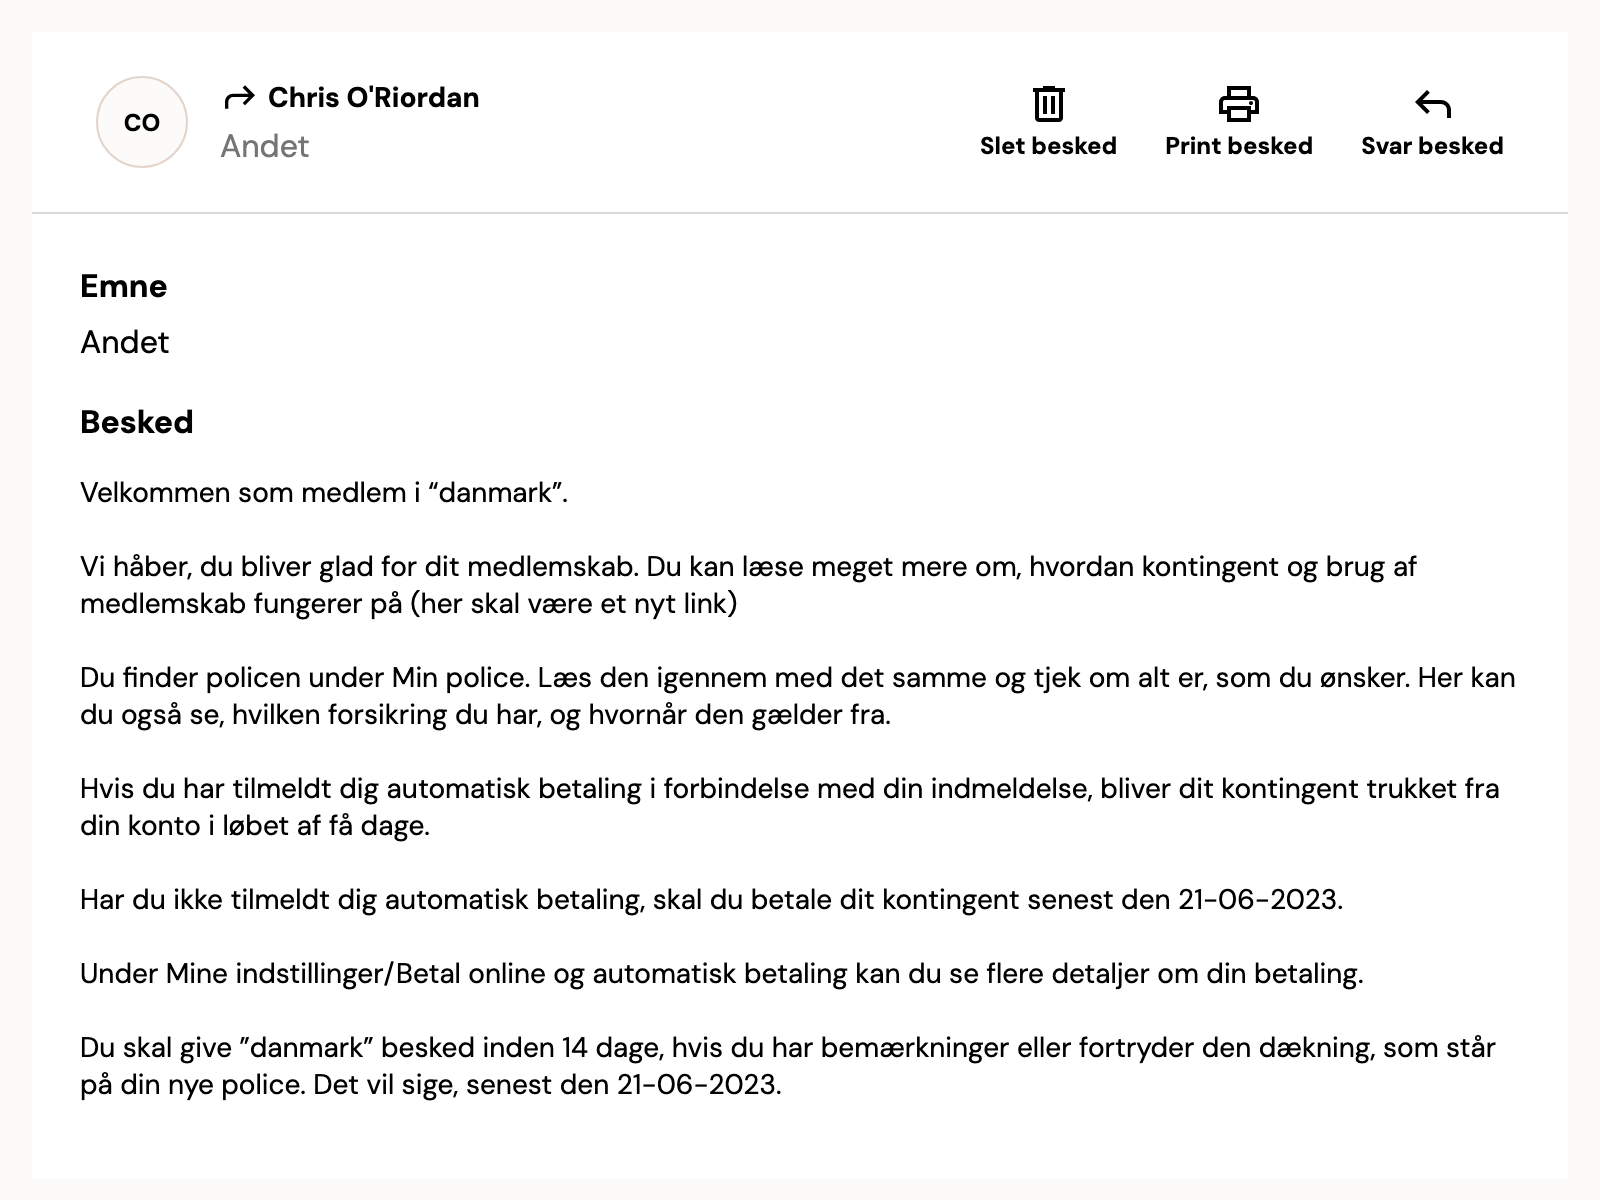 CO
Chris O'Riordan
Andet
Slet besked
Print besked
Svar besked
Emne
Andet
Besked
Velkommen som medlem i “danmark”.
Vi håber, du bliver glad for dit medlemskab. Du kan læse meget mere om, hvordan kontingent og brug af
medlemskab fungerer på (her skal være et nyt link)
Du finder policen under Min police. Læs den igennem med det samme og tjek om alt er, som du ønsker. Her kan
du også se, hvilken forsikring du har, og hvornår den gælder fra.
Hvis du har tilmeldt dig automatisk betaling i forbindelse med din indmeldelse, bliver dit kontingent trukket fra
din konto i løbet af få dage.
Har du ikke tilmeldt dig automatisk betaling, skal du betale dit kontingent senest den 21-06-2023.
Under Mine indstillinger/Betal online og automatisk betaling kan du se flere detaljer om din betaling.
Du skal give ”danmark” besked inden 14 dage, hvis du har bemærkninger eller fortryder den dækning, som står
på din nye police. Det vil sige, senest den 21-06-2023.